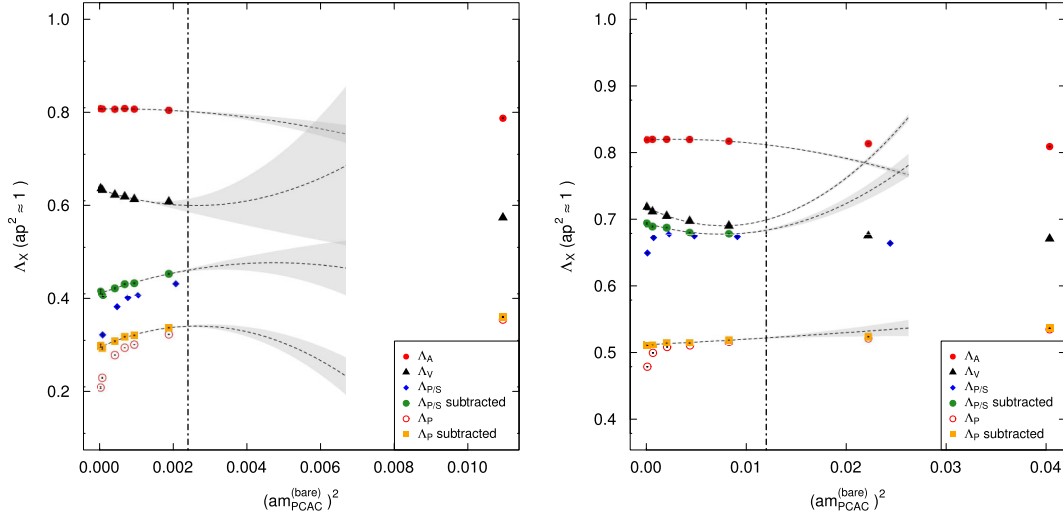 1.0
0.8
0.6
0.4
0.2
Λ_X (ap² ≈ 1)
0.000
0.002
0.004
0.006
0.008
0.010
(am_PCAC^(bare))²
Λ_A
Λ_V
Λ_P/S
Λ_P/S subtracted
Λ_P
Λ_P subtracted
1.0
0.9
0.8
0.7
0.6
0.5
0.4
Λ_X (ap² ≈ 1)
0.00
0.01
0.02
0.03
0.04
(am_PCAC^(bare))²
Λ_A
Λ_V
Λ_P/S
Λ_P/S subtracted
Λ_P
Λ_P subtracted